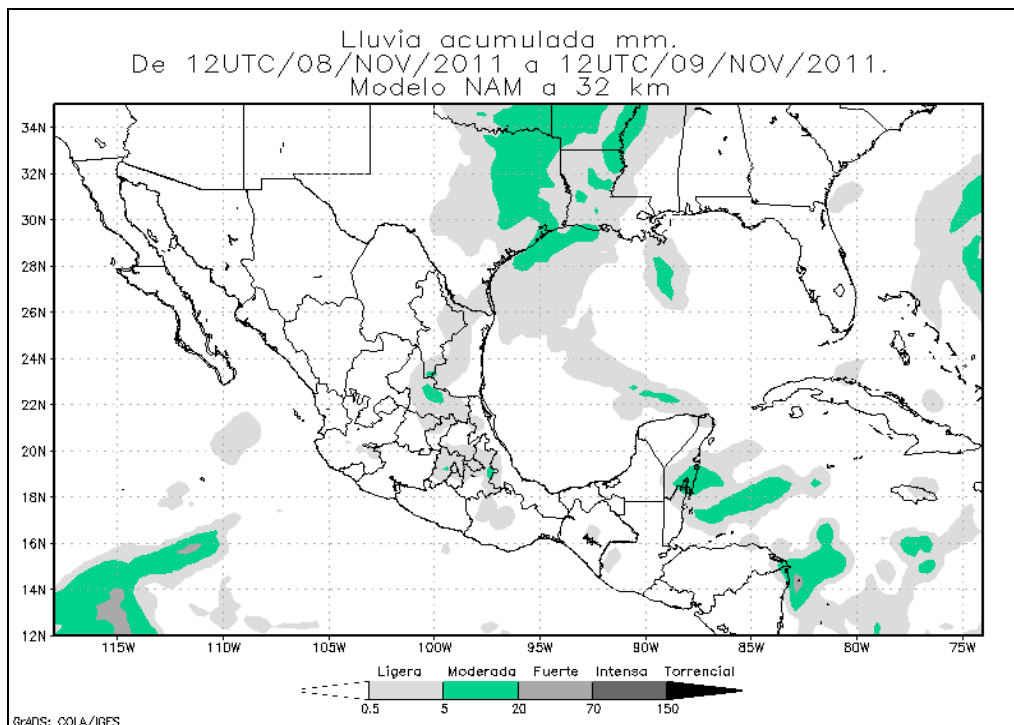 Lluvia acumulada mm.
De 12UTC/08/NOV/2011 a 12UTC/09/NOV/2011.
Modelo NAM a 32 km
34N
32N
30N
28N
26N
24N
22N
20N
18N
16N
14N
12N
115W 110W 105W 100W 95W 90W 85W 80W 75W
Ligera Moderada Fuerte Intensa Torrencial
0.5 5 20 70 150
GrADS: COLA/IGES